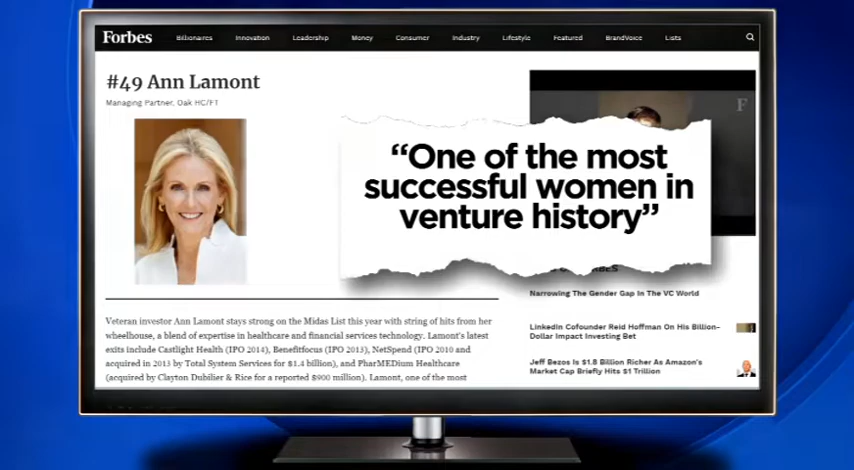 Forbes
Billionaires Innovation Leadership Money Consumer Industry Lifestyle Featured BrandVoice Lists
#49 Ann Lamont
Managing Partner, Oak HC/FT
F
“One of the most
successful women in
venture history”
Narrowing The Gender Gap In The VC World
LinkedIn Cofounder Reid Hoffman On His Billion-
Dollar Impact Investing Bet
Jeff Bezos Is $1.8 Billion Richer As Amazon's
Market Cap Briefly Hits $1 Trillion
Veteran investor Ann Lamont stays strong on the Midas List this year with string of hits from her
wheelhouse, a blend of expertise in healthcare and financial services technology. Lamont's latest
exits include Castlight Health (IPO 2014), Benefitfocus (IPO 2013), NetSpend (IPO 2010 and
acquired in 2013 by Total System Services for $1.4 billion), and PharMEDium Healthcare
(acquired by Clayton Dubilier & Rice for a reported $900 million). Lamont, one of the most